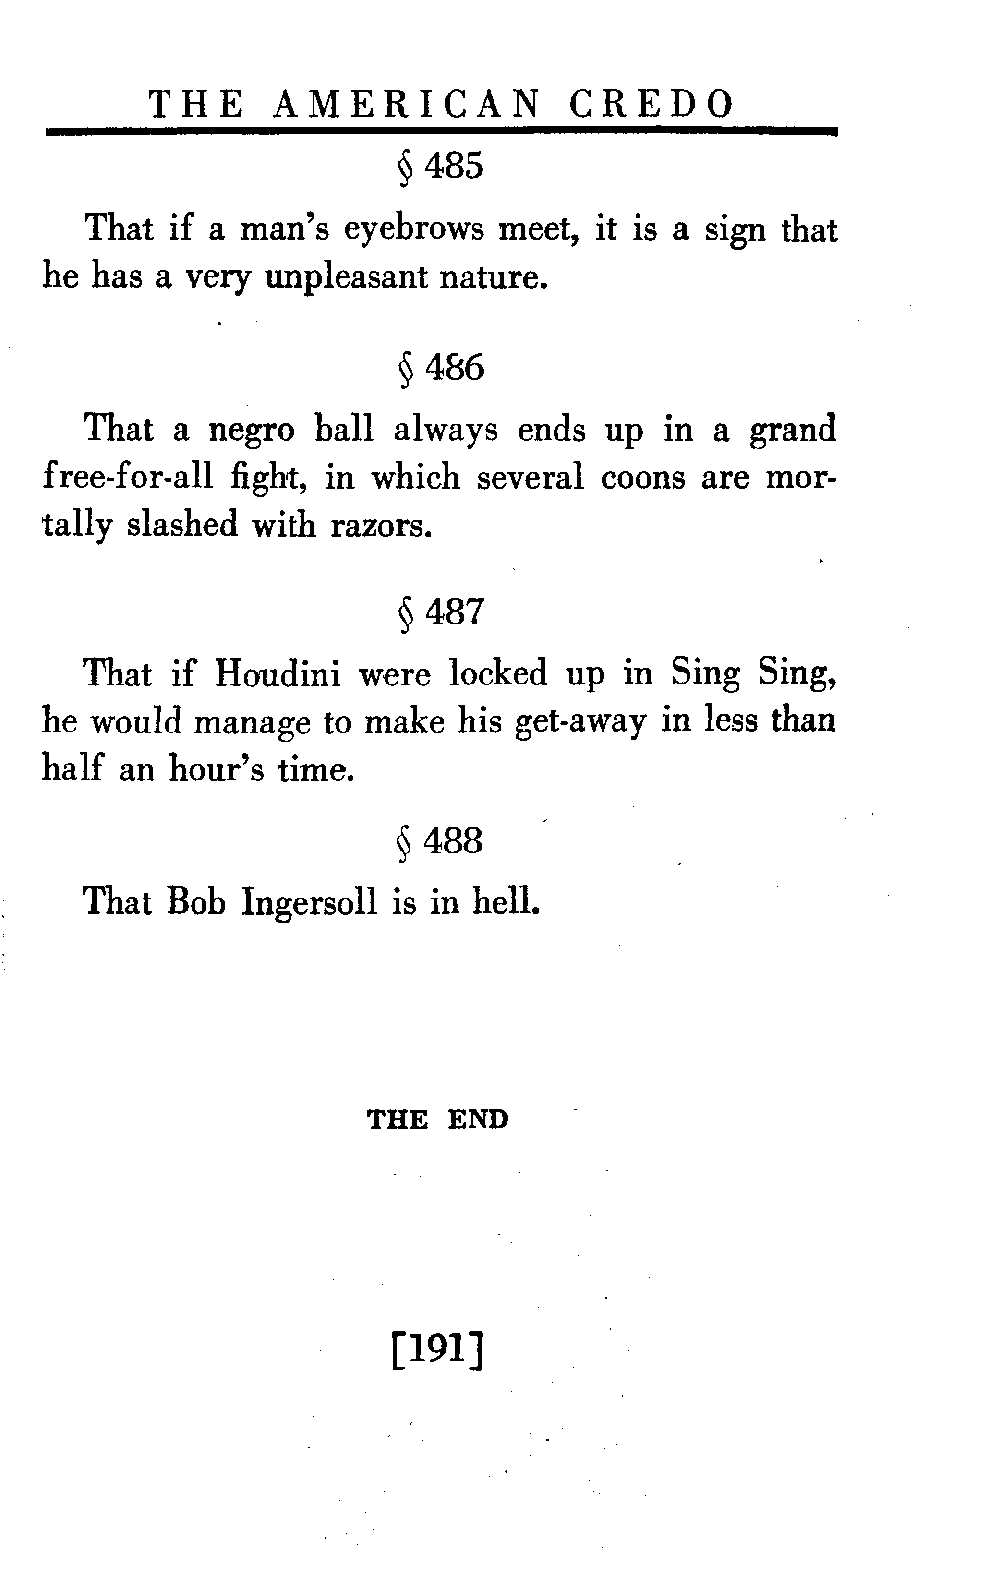 THE AMERICAN CREDO
§ 485
That if a man's eyebrows meet, it is a sign that
he has a very unpleasant nature.
§ 486
That a negro ball always ends up in a grand
free-for-all fight, in which several coons are mor-
tally slashed with razors.
§ 487
That if Houdini were locked up in Sing Sing,
he would manage to make his get-away in less than
half an hour's time.
§ 488
That Bob Ingersoll is in hell.
THE END
[191]